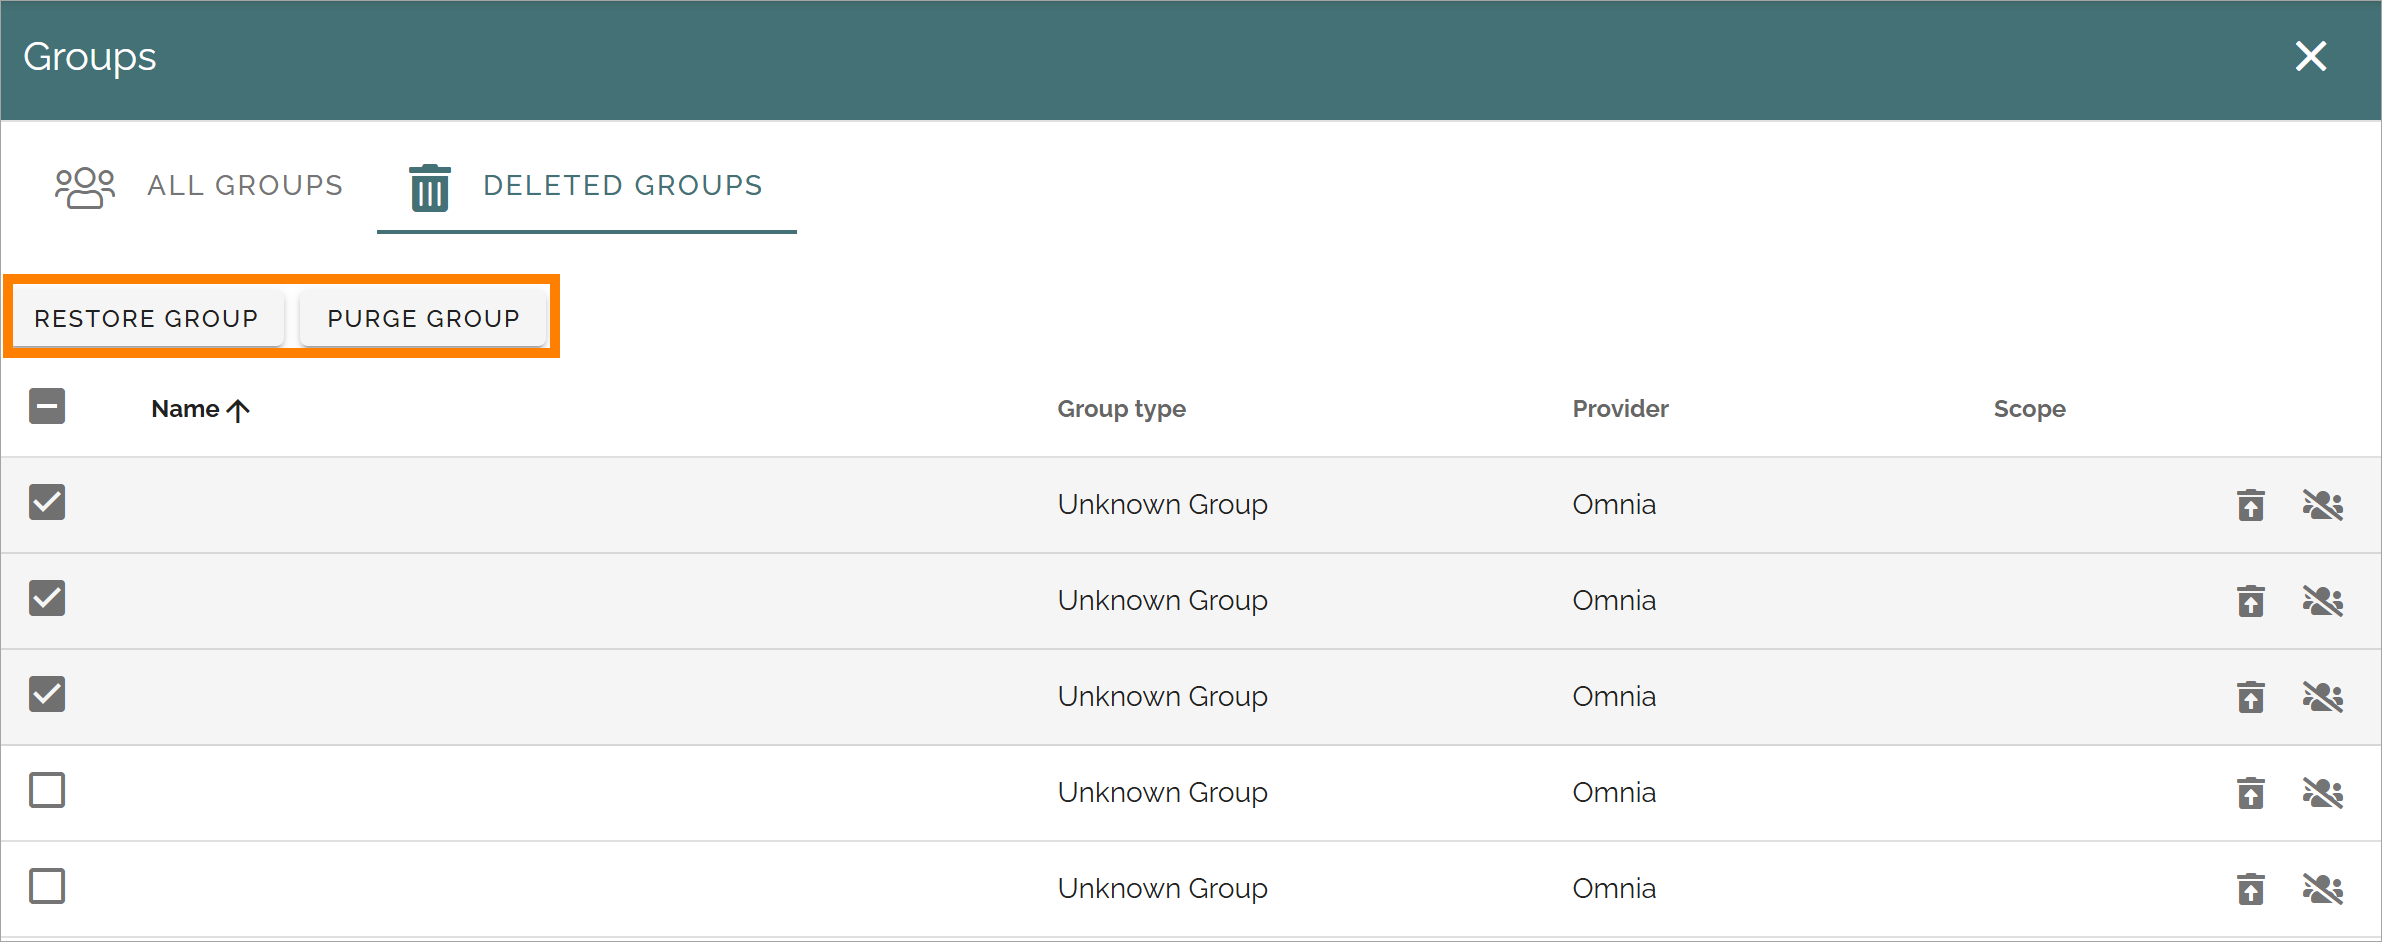 Groups
ALL GROUPS DELETED GROUPS
RESTORE GROUP PURGE GROUP
Name Group type Provider Scope
Unknown Group Omnia
Unknown Group Omnia
Unknown Group Omnia
Unknown Group Omnia
Unknown Group Omnia